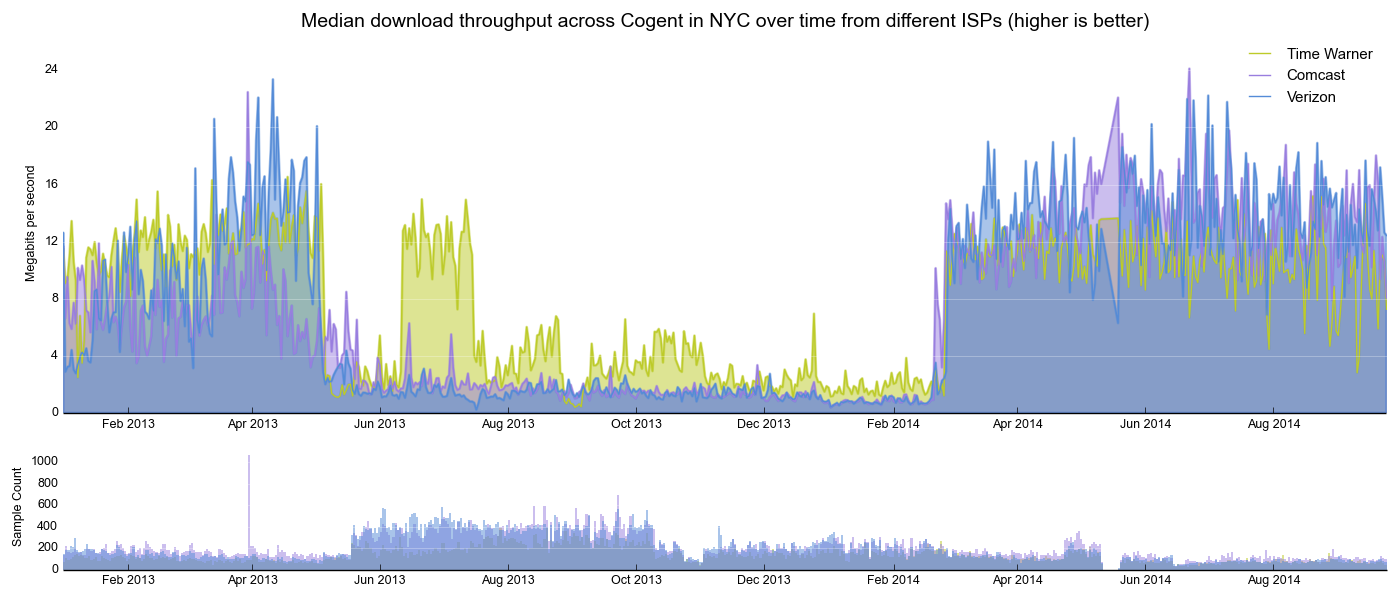 Median download throughput across Cogent in NYC over time from different ISPs (higher is better)
Time Warner
Comcast
Verizon
Megabits per second
24
20
16
12
8
4
0
Feb 2013 Apr 2013 Jun 2013 Aug 2013 Oct 2013 Dec 2013 Feb 2014 Apr 2014 Jun 2014 Aug 2014
Sample Count
1000
800
600
400
200
0
Feb 2013 Apr 2013 Jun 2013 Aug 2013 Oct 2013 Dec 2013 Feb 2014 Apr 2014 Jun 2014 Aug 2014